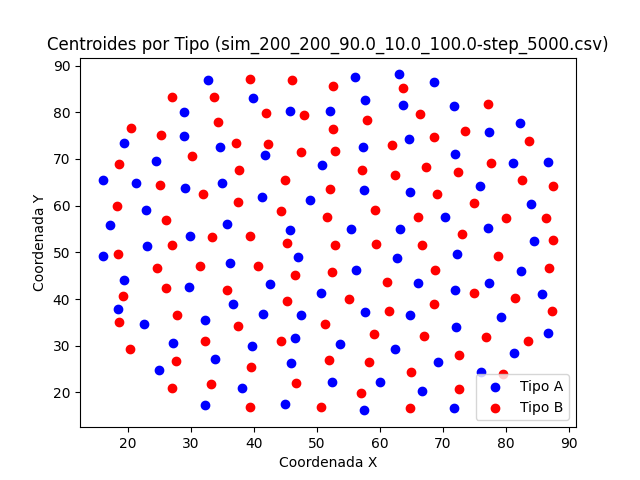 Centroides por Tipo (sim_200_200_90.0_10.0_100.0-step_5000.csv)
90
80
70
60
50
40
30
20
Coordenada Y
20 30 40 50 60 70 80 90
Coordenada X
Tipo A
Tipo B